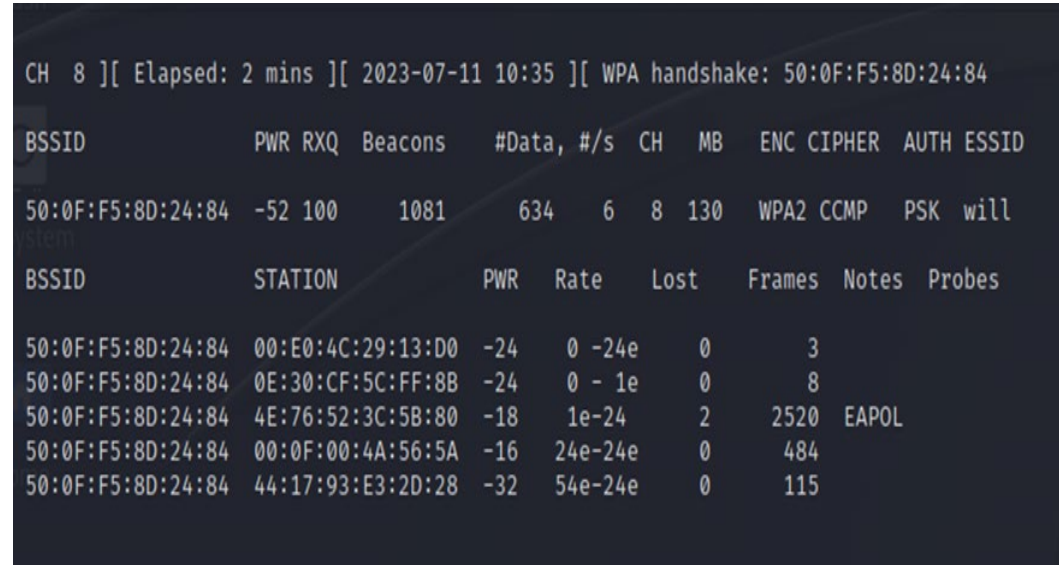 CH 8 ][ Elapsed: 2 mins ][ 2023-07-11 10:35 ][ WPA handshake: 50:0F:F5:8D:24:84
BSSID PWR RXQ Beacons #Data, #/s CH MB ENC CIPHER AUTH ESSID
50:0F:F5:8D:24:84 -52 100 1081 634 6 8 130 WPA2 CCMP PSK will
BSSID STATION PWR Rate Lost Frames Notes Probes
50:0F:F5:8D:24:84 00:E0:4C:29:13:D0 -24 0 -24e 0 3
50:0F:F5:8D:24:84 0E:30:CF:5C:FF:8B -24 0 - 1e 0 8
50:0F:F5:8D:24:84 4E:76:52:3C:5B:80 -18 1e-24 2 2520 EAPOL
50:0F:F5:8D:24:84 00:0F:00:4A:56:5A -16 24e-24e 0 484
50:0F:F5:8D:24:84 44:17:93:E3:2D:28 -32 54e-24e 0 115